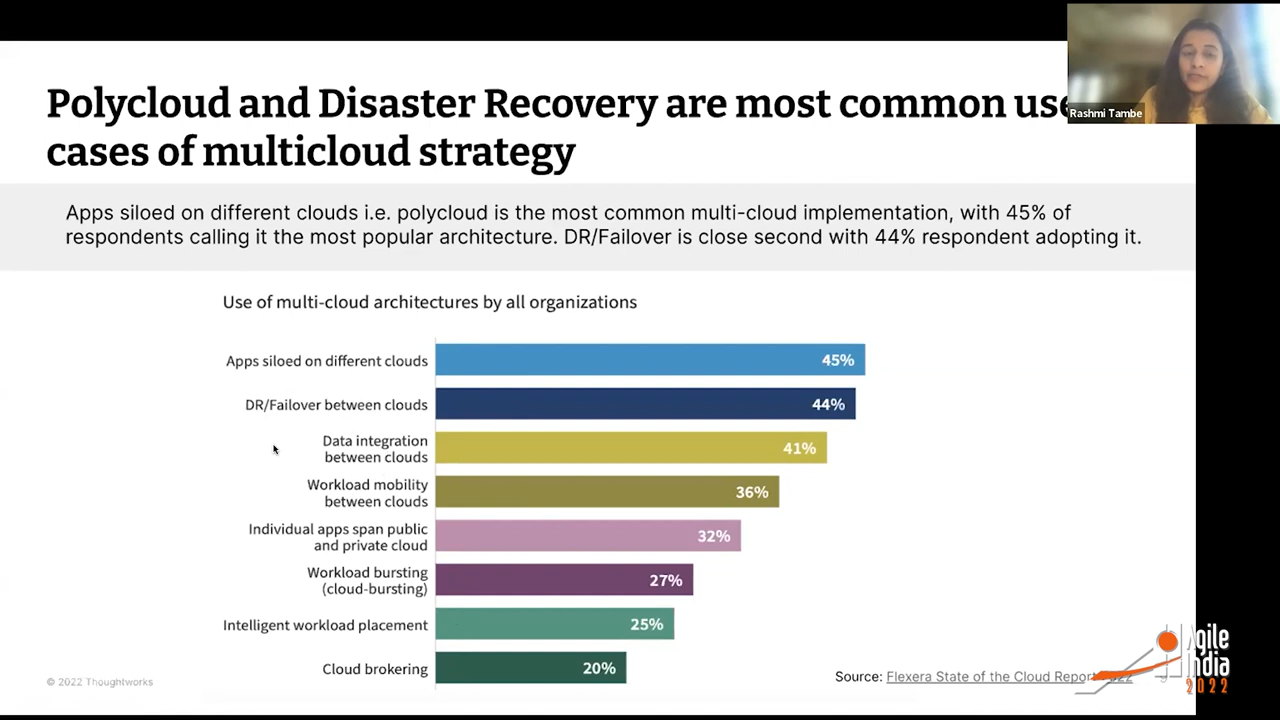 Polycloud and Disaster Recovery are most common use
cases of multicloud strategy
Rashmi Tambe
Apps siloed on different clouds i.e. polycloud is the most common multi-cloud implementation, with 45% of
respondents calling it the most popular architecture. DR/Failover is close second with 44% respondent adopting it.
Use of multi-cloud architectures by all organizations
Apps siloed on different clouds 45%
DR/Failover between clouds 44%
Data integration
between clouds 41%
Workload mobility
between clouds 36%
Individual apps span public
and private cloud 32%
Workload bursting
(cloud-bursting) 27%
Intelligent workload placement 25%
Cloud brokering 20%
© 2022 Thoughtworks
Source: Flexera State of the Cloud Report
Agile
India
2022